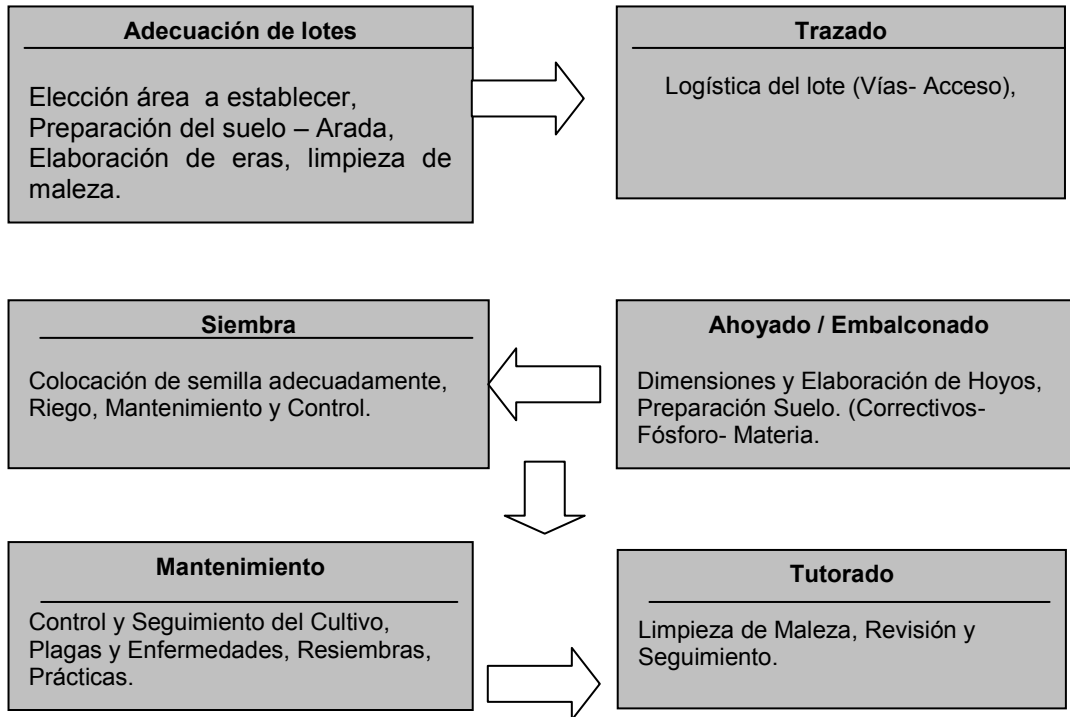 Adecuación de lotes
Elección área a establecer,
Preparación del suelo – Arada,
Elaboración de eras, limpieza de
maleza.
Trazado
Logística del lote (Vías- Acceso),
Siembra
Colocación de semilla adecuadamente,
Riego, Mantenimiento y Control.
Ahoyado / Embalconado
Dimensiones y Elaboración de Hoyos,
Preparación Suelo. (Correctivos-
Fósforo- Materia.
Mantenimiento
Control y Seguimiento del Cultivo,
Plagas y Enfermedades, Resiembras,
Prácticas.
Tutorado
Limpieza de Maleza, Revisión y
Seguimiento.